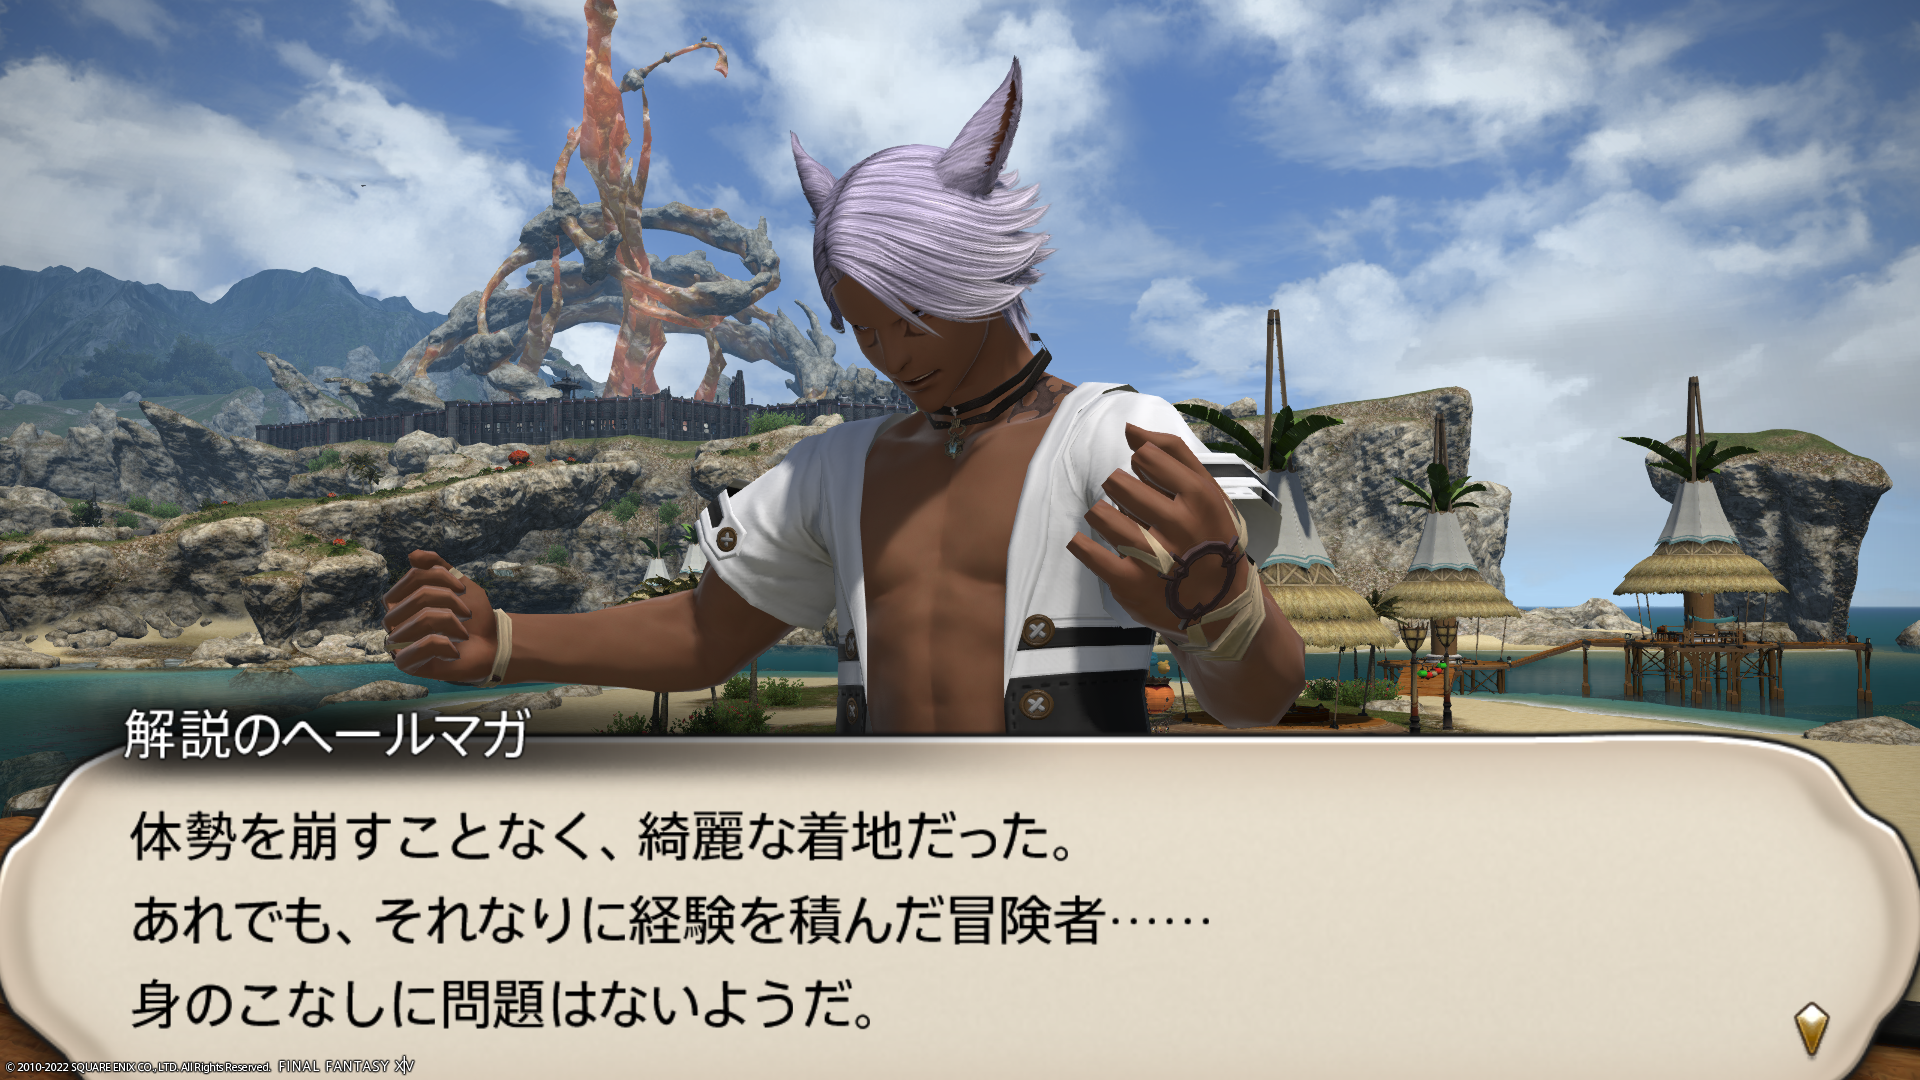 解説のヘールマガ
体勢を崩すことなく、綺麗な着地だった。
あれでも、それなりに経験を積んだ冒険者……
身のこなしに問題はないようだ。
© 2010-2022 SQUARE ENIX CO., LTD. All Rights Reserved. FINAL FANTASY XIV